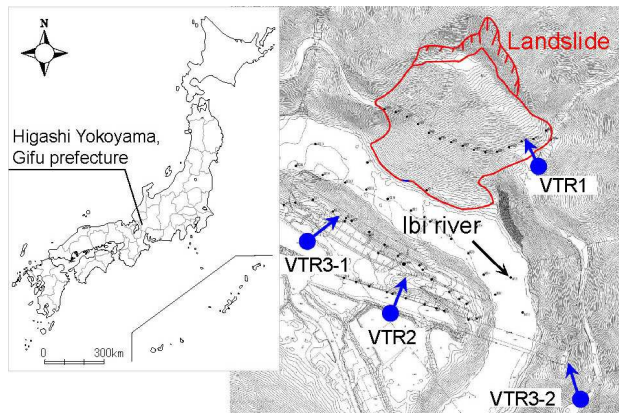 N
Higashi Yokoyama,
Gifu prefecture
0 300km
Landslide
VTR1
Ibi river
VTR3-1
VTR2
VTR3-2